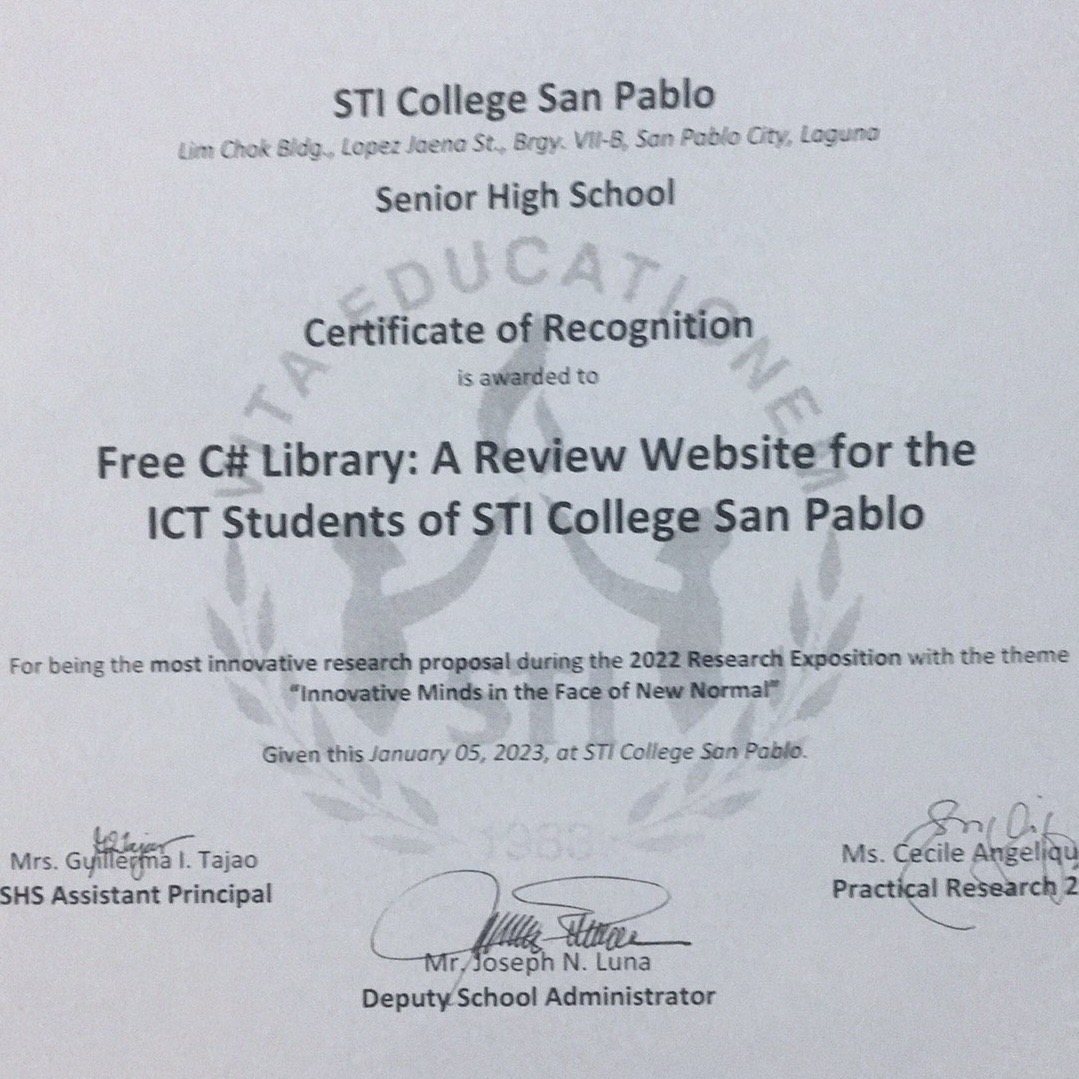 STI College San Pablo
Lim Chok Bldg., Lopez Jaena St., Brgy. VII-B, San Pablo City, Laguna
Senior High School
VITA EDUCATIONEM
Certificate of Recognition
is awarded to
Free C# Library: A Review Website for the
ICT Students of STI College San Pablo
For being the most innovative research proposal during the 2022 Research Exposition with the theme
“Innovative Minds in the Face of New Normal”
STI
Given this January 05, 2023, at STI College San Pablo.
1983
Mrs. Guillerma I. Tajao
SHS Assistant Principal
Ms. Cecile Angeliqu
Practical Research 2
Mr. Joseph N. Luna
Deputy School Administrator